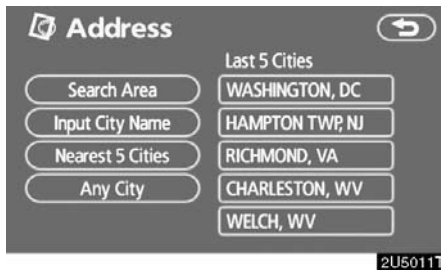 Address
Last 5 Cities
Search Area
WASHINGTON, DC
Input City Name
HAMPTON TWP, NJ
Nearest 5 Cities
RICHMOND, VA
Any City
CHARLESTON, WV
WELCH, WV
2U5011T